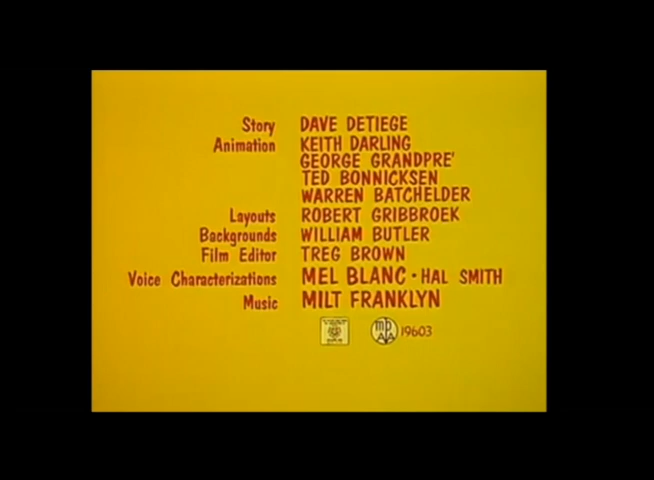 Story DAVE DETIEGE
Animation KEITH DARLING
GEORGE GRANDPRE'
TED BONNICKSEN
WARREN BATCHELDER
Layouts ROBERT GRIBBROEK
Backgrounds WILLIAM BUTLER
Film Editor TREG BROWN
Voice Characterizations MEL BLANC • HAL SMITH
Music MILT FRANKLYN
19603